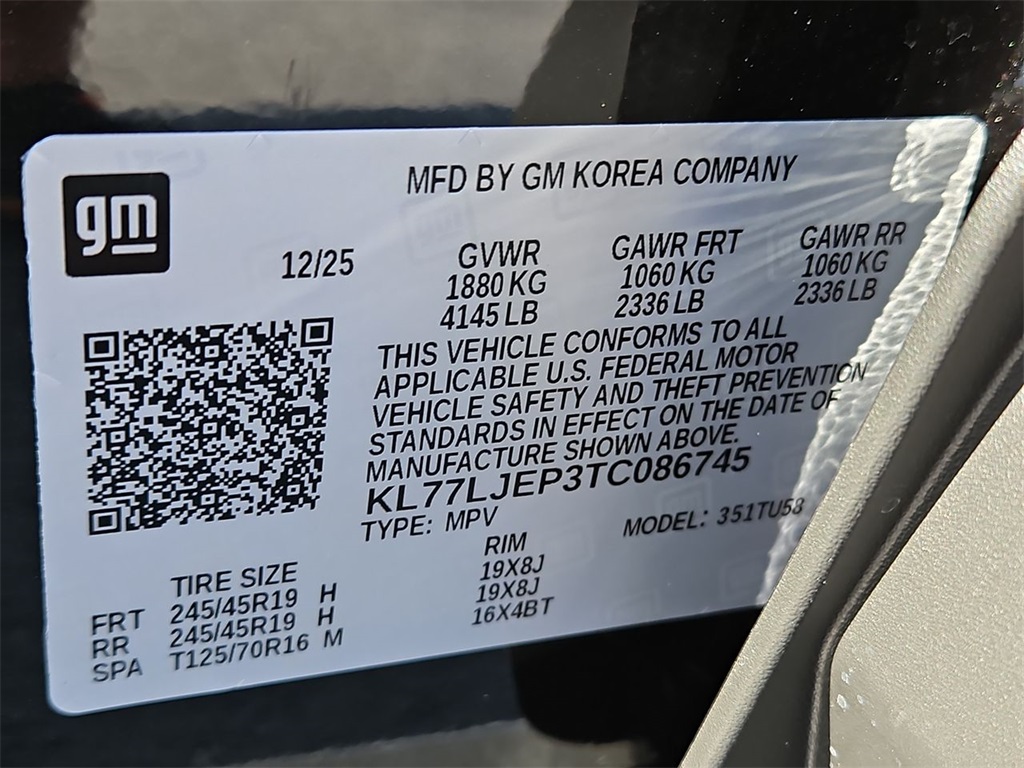 gm
MFD BY GM KOREA COMPANY
12/25
GVWR GAWR FRT GAWR RR
1880 KG 1060 KG 1060 KG
4145 LB 2336 LB 2336 LB
THIS VEHICLE CONFORMS TO ALL
APPLICABLE U.S. FEDERAL MOTOR
VEHICLE SAFETY AND THEFT PREVENTION
STANDARDS IN EFFECT ON THE DATE OF
MANUFACTURE SHOWN ABOVE.
KL77LJEP3TC086745
TYPE: MPV MODEL: 351TU58
TIRE SIZE RIM
FRT 245/45R19 H 19X8J
RR 245/45R19 H 19X8J
SPA T125/70R16 M 16X4BT